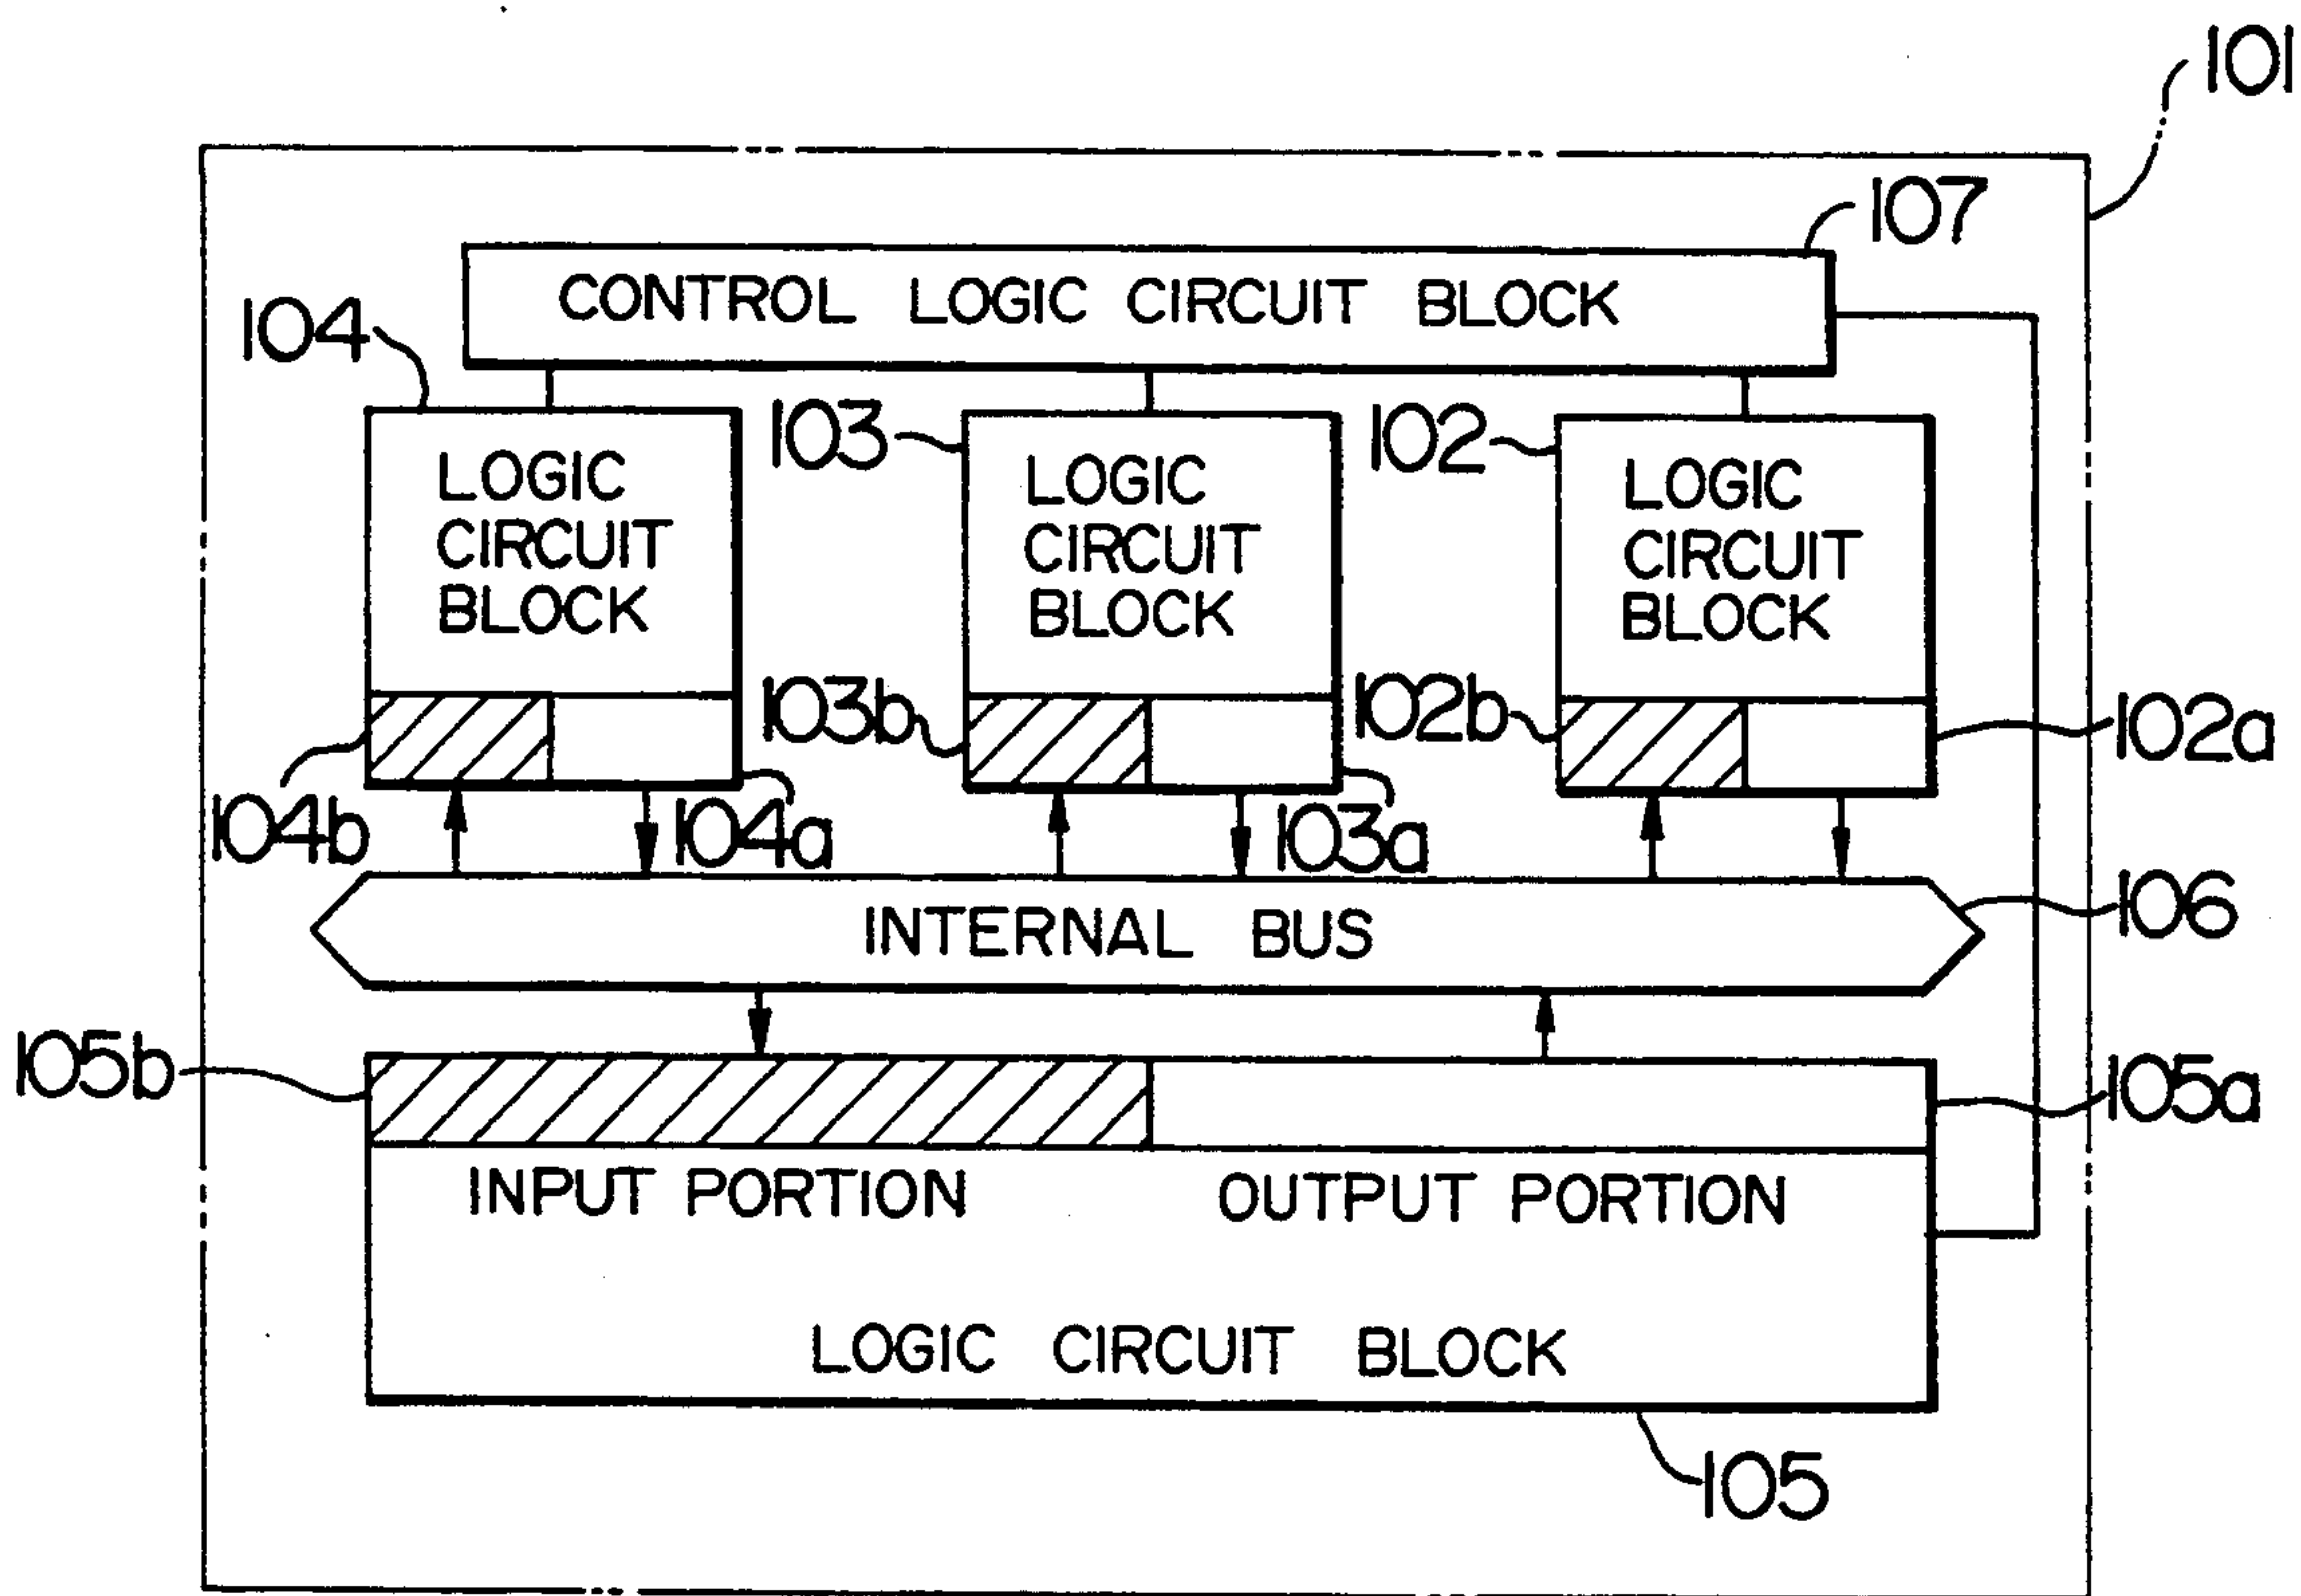 101
107
CONTROL LOGIC CIRCUIT BLOCK
104
103
102
LOGIC
CIRCUIT
BLOCK
LOGIC
CIRCUIT
BLOCK
LOGIC
CIRCUIT
BLOCK
103b
102b
102a
104b
104a
103a
106
INTERNAL BUS
105b
105a
INPUT PORTION
OUTPUT PORTION
LOGIC CIRCUIT BLOCK
105